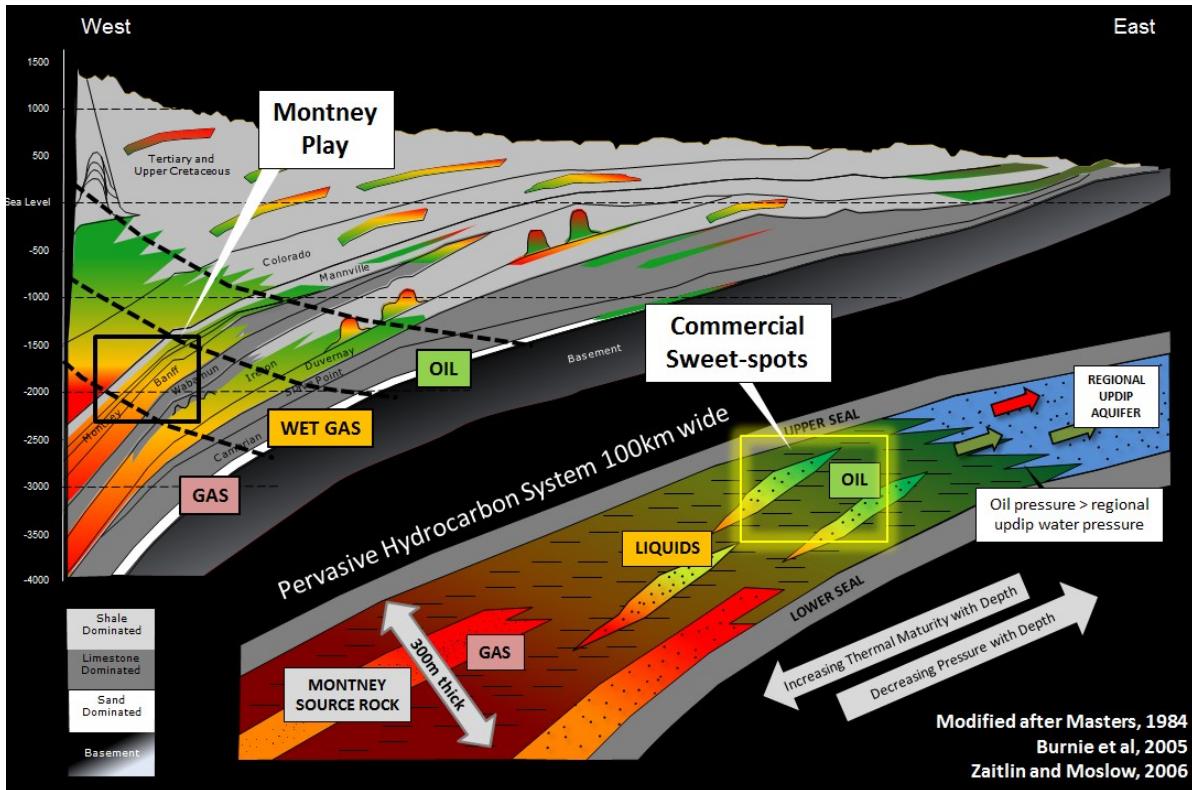 West
East
1500
1000
500
Sea Level
-500
-1000
-1500
-2000
-2500
-3000
-3500
-4000
Montney
Play
Tertiary and
Upper Cretaceous
Colorado
Mannville
Banff
Wabamun
Ireton
Duvernay
Slave Point
Montney
Cambrian
Basement
OIL
WET GAS
GAS
Commercial
Sweet-spots
Pervasive Hydrocarbon System 100km wide
UPPER SEAL
REGIONAL
UPDIP
AQUIFER
OIL
Oil pressure > regional
updip water pressure
LIQUIDS
LOWER SEAL
GAS
300m thick
MONTNEY
SOURCE ROCK
Increasing Thermal Maturity with Depth
Decreasing Pressure with Depth
Shale
Dominated
Limestone
Dominated
Sand
Dominated
Basement
Modified after Masters, 1984
Burnie et al, 2005
Zaitlin and Moslow, 2006